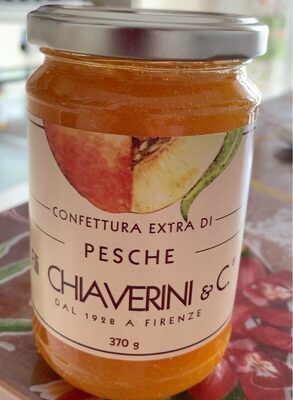 CONFETTURA EXTRA DI
PESCHE
CHIAVERINI & C.®
DAL 1928 A FIRENZE
370 g